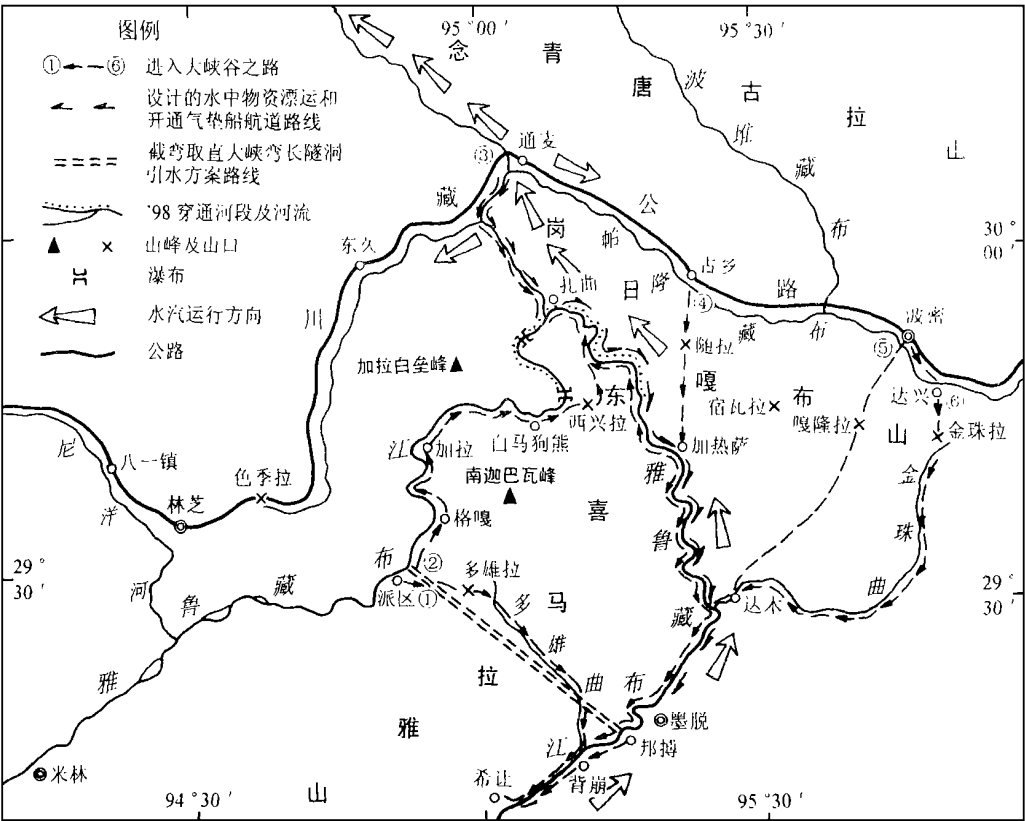 图例
①—⑥ 进入大峡谷之路
设计的水中物资漂运和
开通气垫船航道路线
截弯取直大峡弯长隧洞
引水方案路线
'98 穿通河段及河流
山峰及山口
瀑布
水汽运行方向
公路
95°00′
95°30′
念青唐古拉山
波堆藏布
③
通麦
川藏公路
岗日嘎布山
帕隆藏布
30°00′
东久
古乡
④
扎曲
随拉
波密
⑤
加拉白垒峰
达兴
⑥
宿瓦拉
嘎隆拉
金珠拉
西兴拉
白马狗熊
加拉
加热萨
南迦巴瓦峰
八一镇
色季拉
林芝
格嘎
尼洋河
金珠曲
29°30′
29°30′
②
派区①
多雄拉
多雄曲
达木
雅鲁藏布江
雅鲁藏布江
喜马拉雅山
东
墨脱
邦搏
背崩
希让
米林
94°30′
95°30′